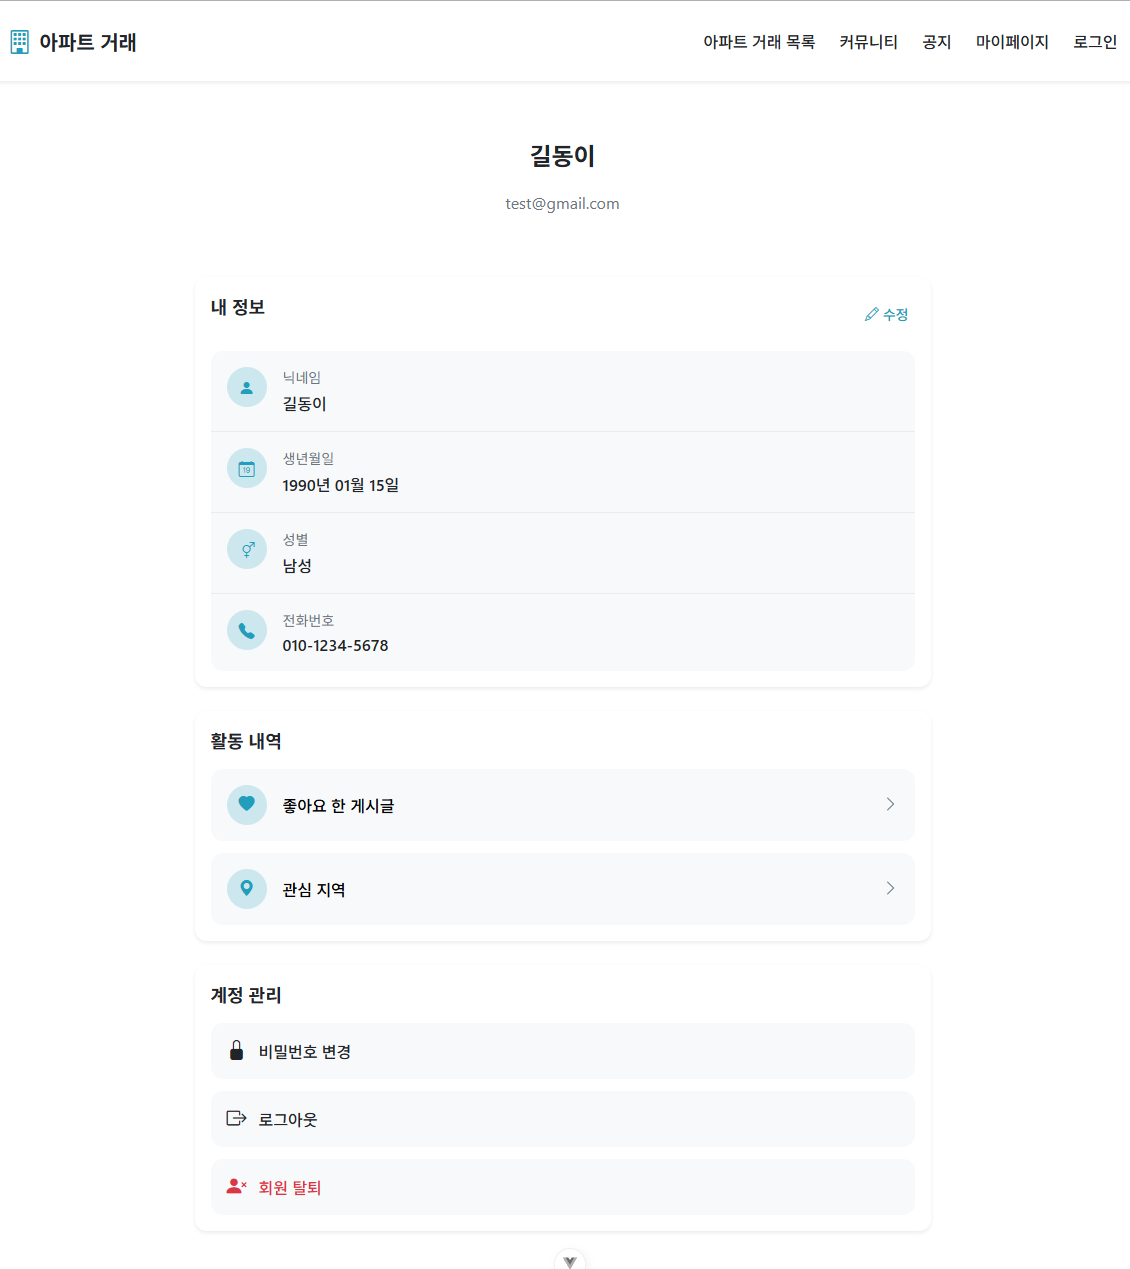 아파트 거래
아파트 거래 목록 커뮤니티 공지 마이페이지 로그인
길동이
test@gmail.com
내 정보
수정
닉네임
길동이
생년월일
19
1990년 01월 15일
성별
남성
전화번호
010-1234-5678
활동 내역
좋아요 한 게시글
관심 지역
계정 관리
비밀번호 변경
로그아웃
회원 탈퇴